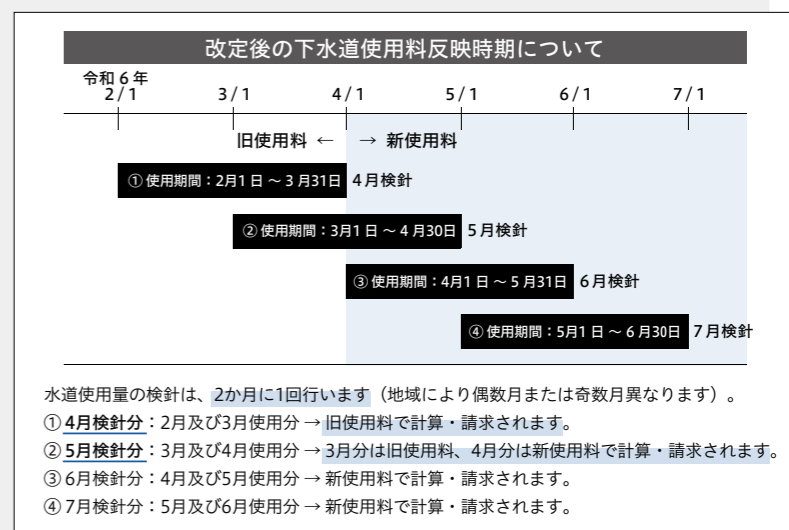 改定後の下水道使用料反映時期について
令和6年
2/1 3/1 4/1 5/1 6/1 7/1
旧使用料 ← → 新使用料
①使用期間：2月1日～3月31日 4月検針
②使用期間：3月1日～4月30日 5月検針
③使用期間：4月1日～5月31日 6月検針
④使用期間：5月1日～6月30日 7月検針
水道使用量の検針は、2か月に1回行います（地域により偶数月または奇数月異なります）。
①4月検針分：2月及び3月使用分→旧使用料で計算・請求されます。
②5月検針分：3月及び4月使用分→3月分は旧使用料、4月分は新使用料で計算・請求されます。
③6月検針分：4月及び5月使用分→新使用料で計算・請求されます。
④7月検針分：5月及び6月使用分→新使用料で計算・請求されます。